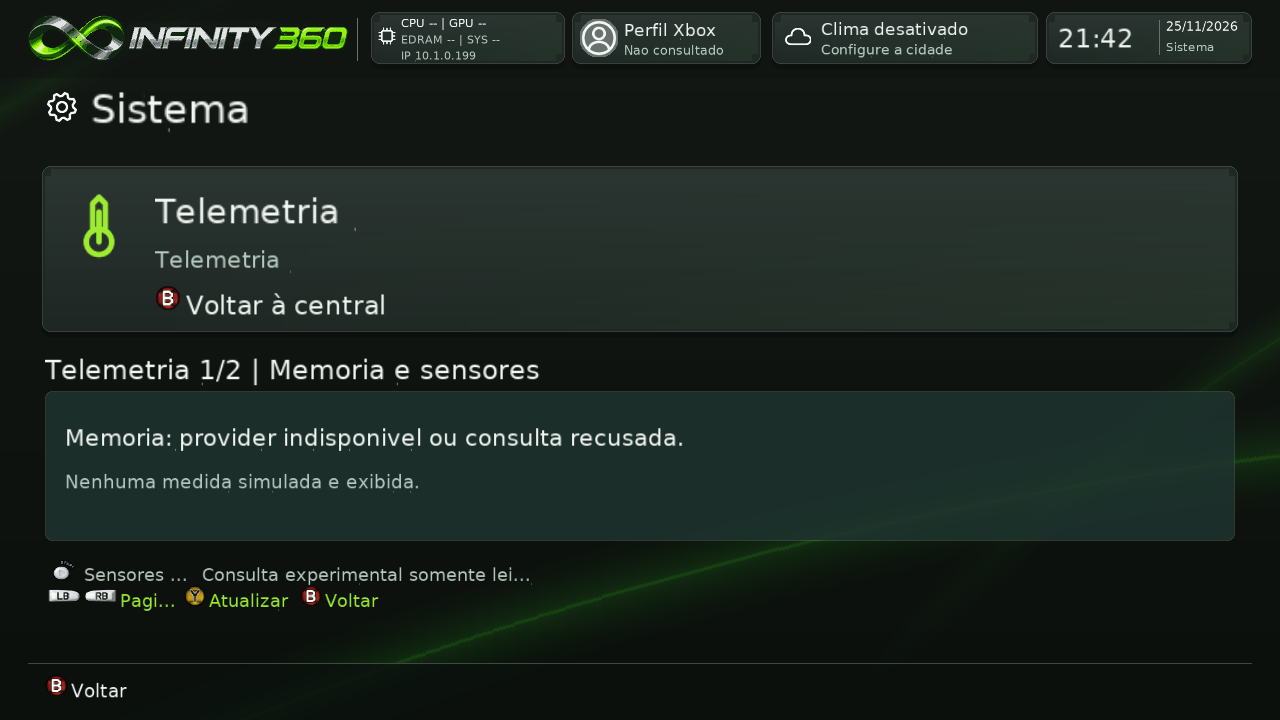 INFINITY 360
CPU -- | GPU --
EDRAM -- | SYS --
IP 10.1.0.199
Perfil Xbox
Nao consultado
Clima desativado
Configure a cidade
21:42
25/11/2026
Sistema
Sistema
Telemetria
Telemetria
B Voltar à central
Telemetria 1/2 | Memoria e sensores
Memoria: provider indisponivel ou consulta recusada.
Nenhuma medida simulada e exibida.
Sensores ... Consulta experimental somente lei...
LB RB Pagi... Y Atualizar B Voltar
B Voltar